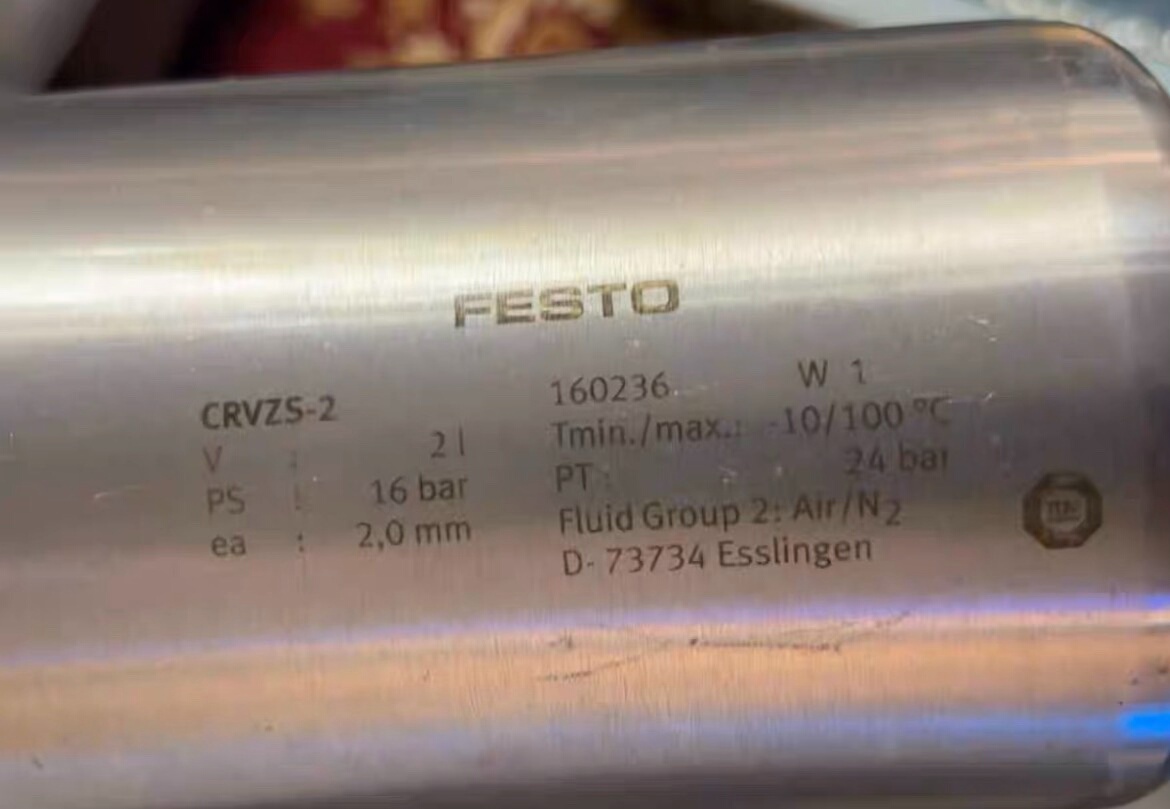 FESTO
CRVZS-2
V : 2 l
PS : 16 bar
ea : 2,0 mm
160236 W 1
Tmin./max.: -10/100 °C
PT : 24 bar
Fluid Group 2: Air/N2
D- 73734 Esslingen